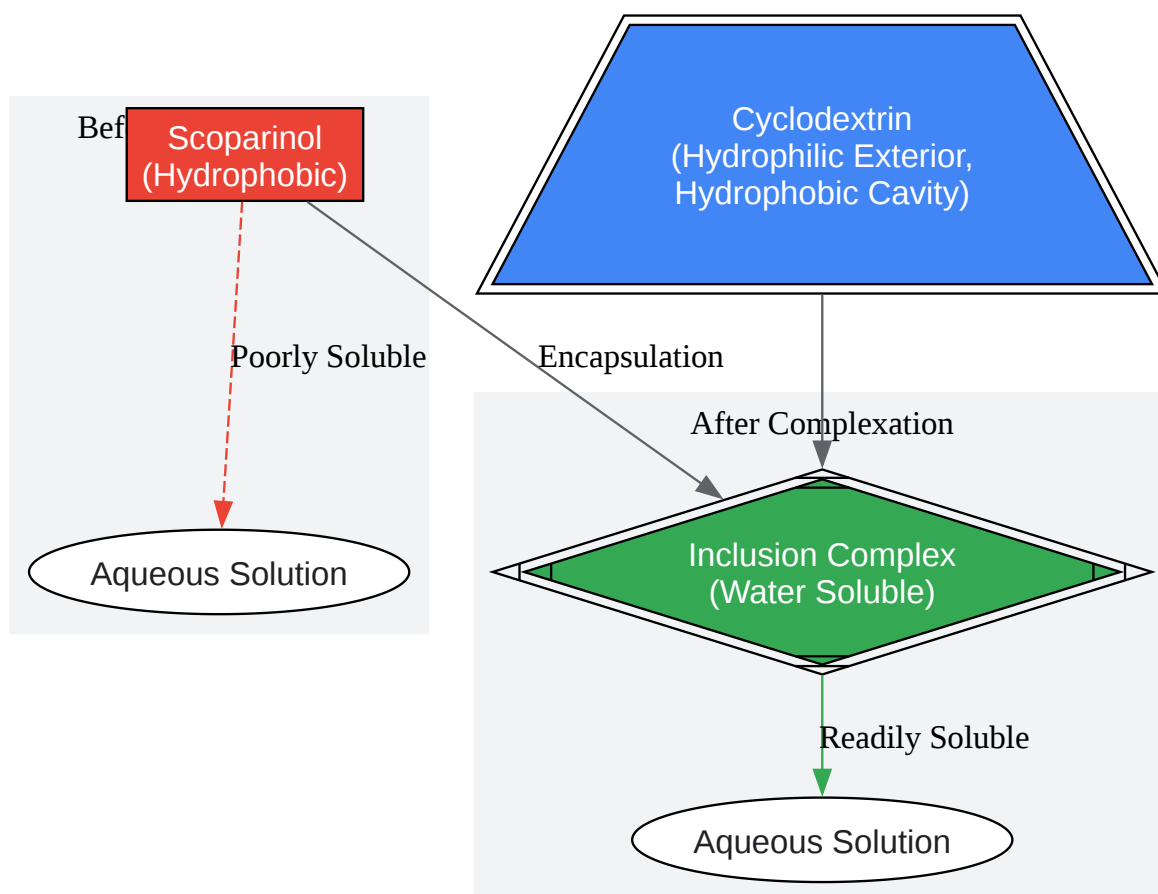 Bef
Scoparinol
(Hydrophobic)
Cyclodextrin
(Hydrophilic Exterior,
Hydrophobic Cavity)
Poorly Soluble
Encapsulation
After Complexation
Aqueous Solution
Inclusion Complex
(Water Soluble)
Readily Soluble
Aqueous Solution